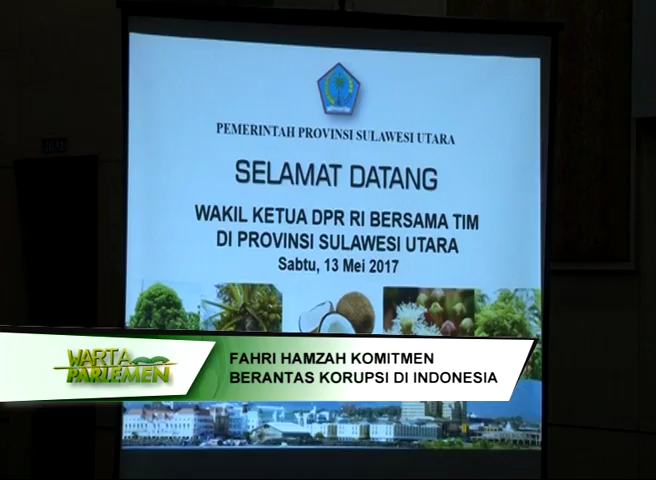 PEMERINTAH PROVINSI SULAWESI UTARA
SELAMAT DATANG
WAKIL KETUA DPR RI BERSAMA TIM
DI PROVINSI SULAWESI UTARA
Sabtu, 13 Mei 2017
WARTA
PARLEMEN
FAHRI HAMZAH KOMITMEN
BERANTAS KORUPSI DI INDONESIA